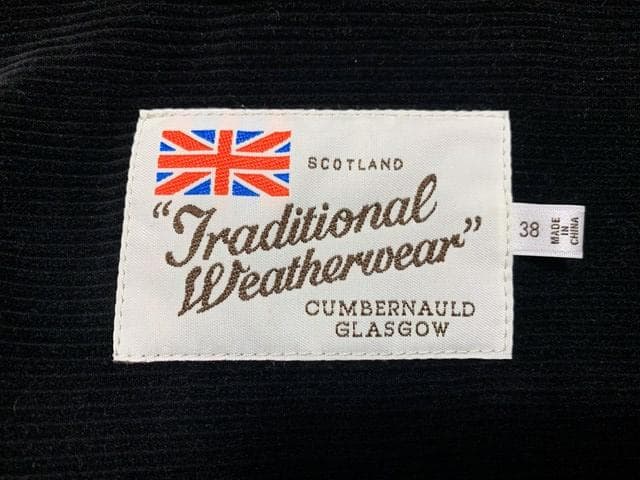 SCOTLAND
"Traditional
Weatherwear"
CUMBERNAULD
GLASGOW
38
MADE
IN
CHINA